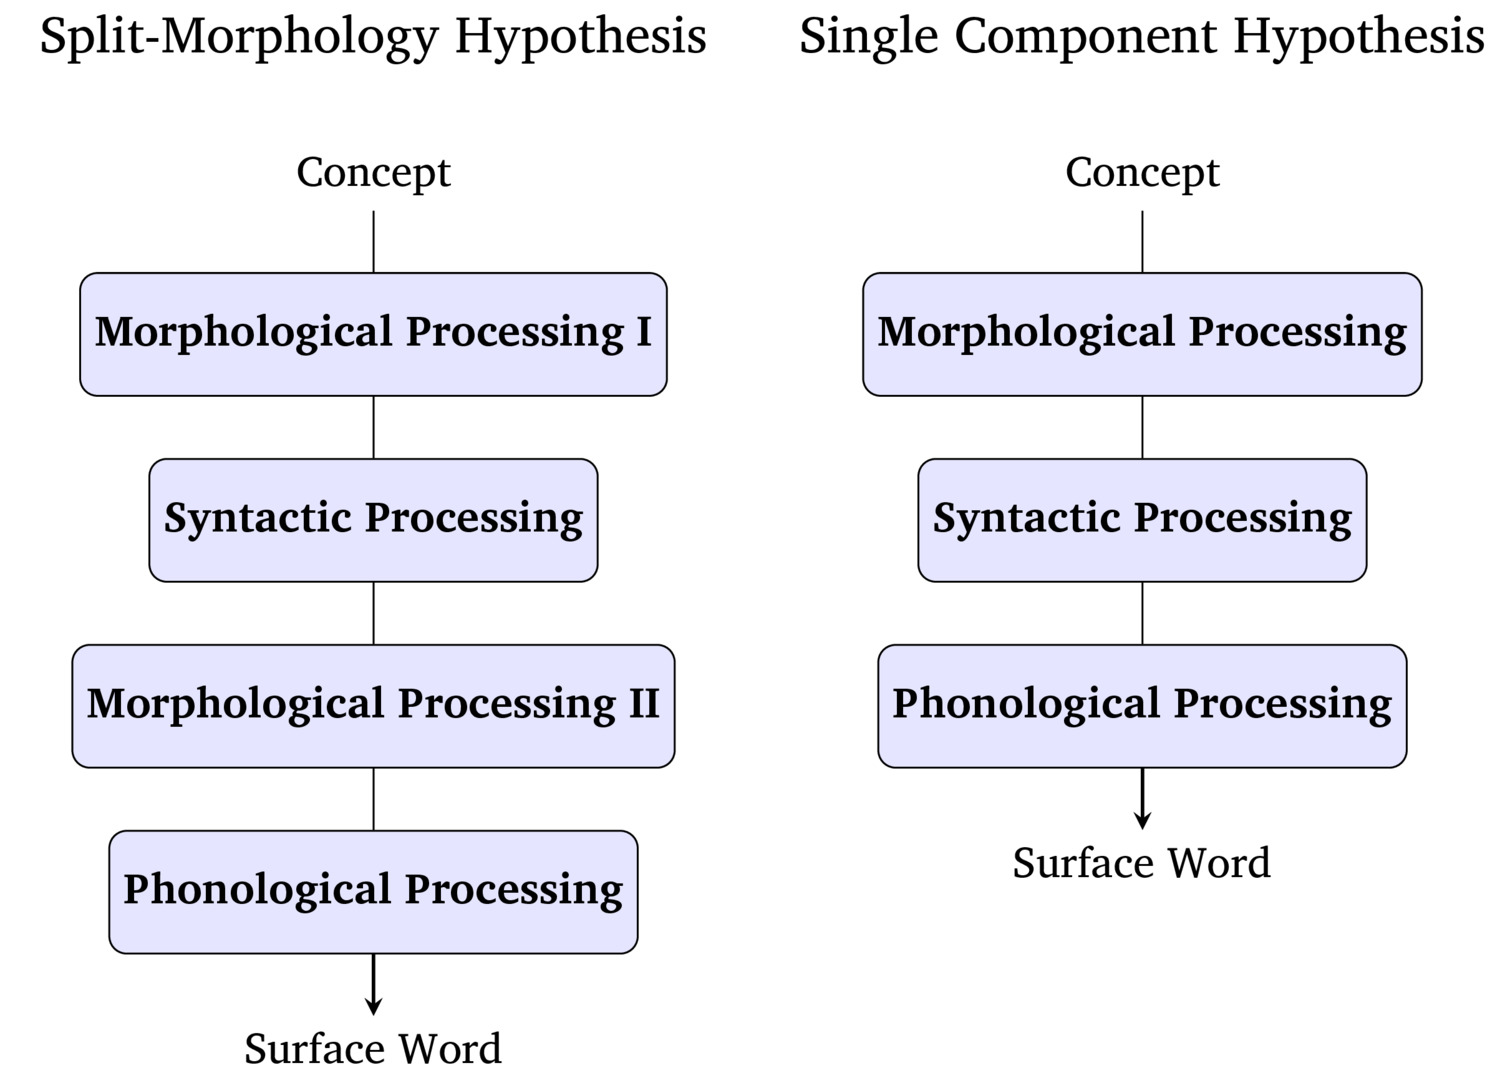 Split-Morphology Hypothesis
Concept
Morphological Processing I
Syntactic Processing
Morphological Processing II
Phonological Processing
Surface Word
Single Component Hypothesis
Concept
Morphological Processing
Syntactic Processing
Phonological Processing
Surface Word